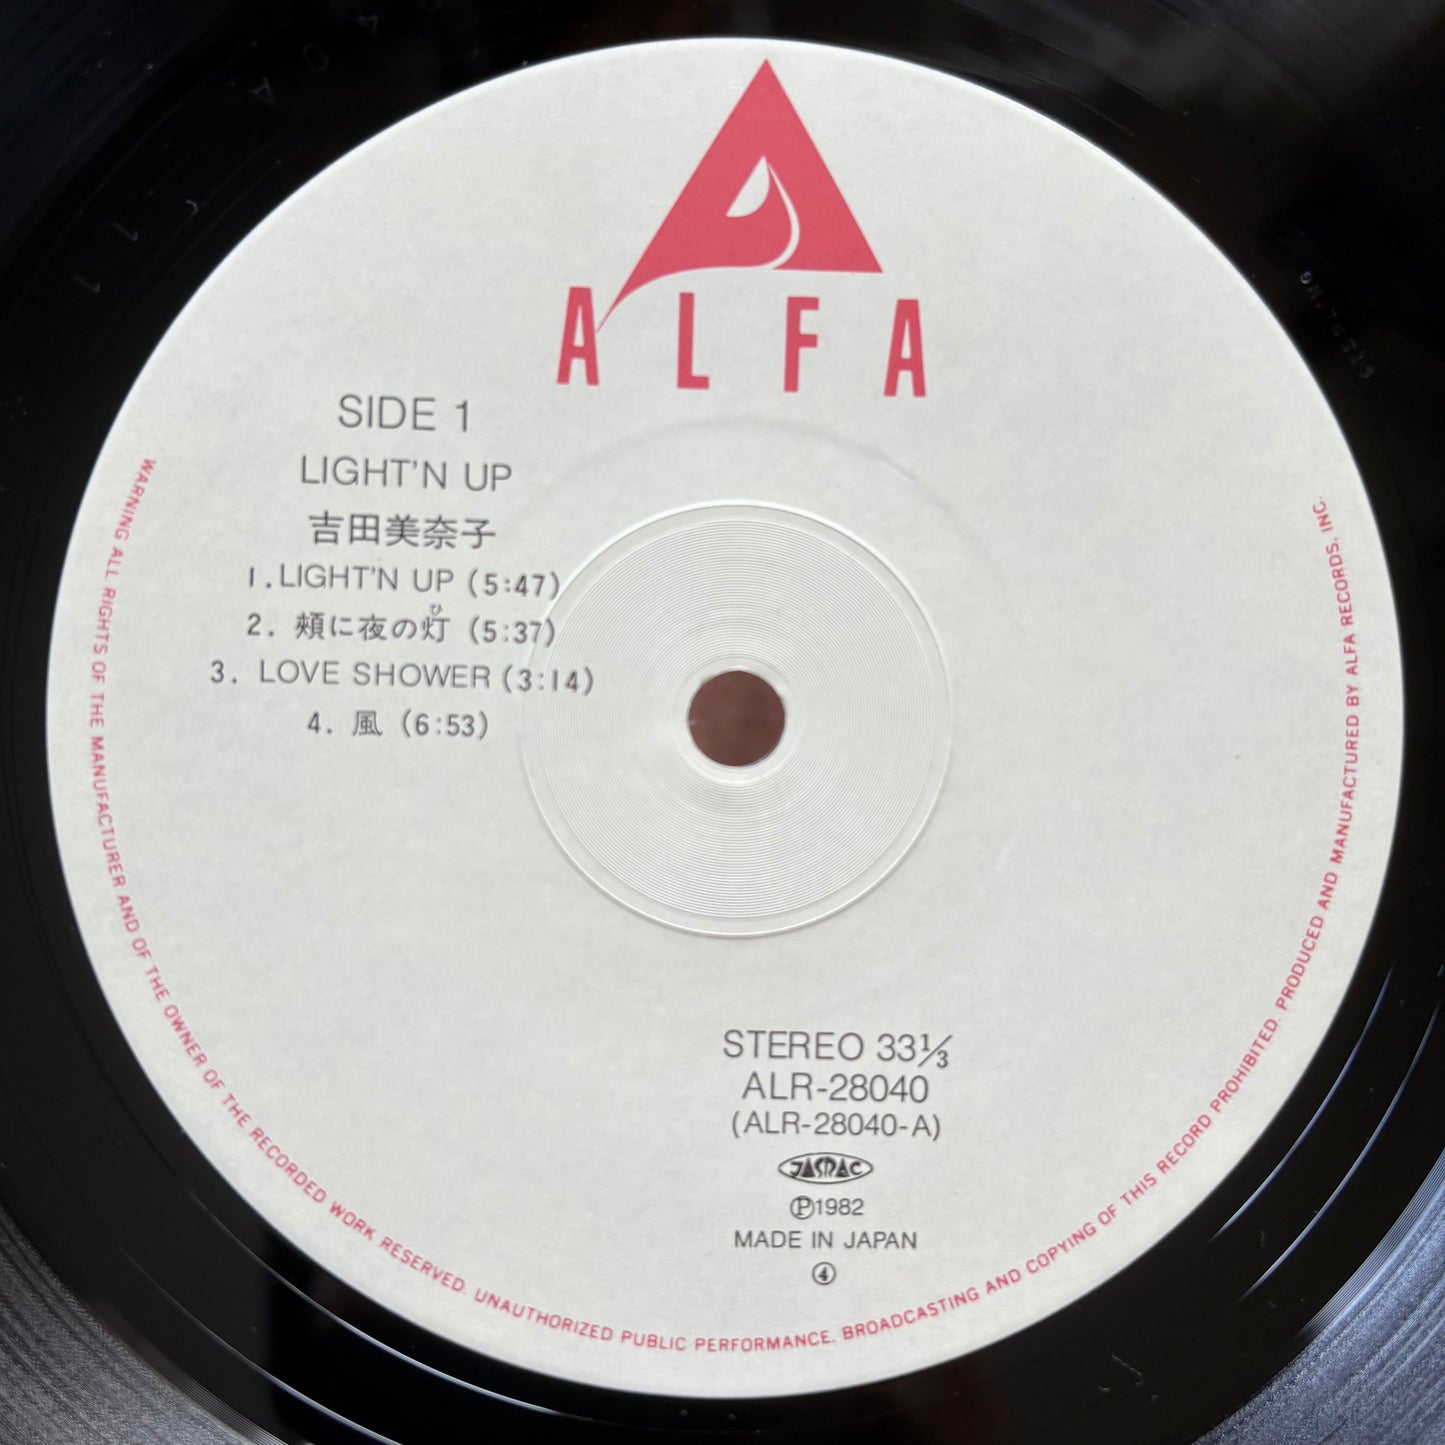 ALFA
SIDE 1
LIGHT'N UP
吉田美奈子
1.LIGHT'N UP (5:47)
ひ
2. 頬に夜の灯 (5:37)
3. LOVE SHOWER (3:14)
4. 風 (6:53)
STEREO 33⅓
ALR-28040
(ALR-28040-A)
JASRAC
Ⓟ1982
MADE IN JAPAN
④
WARNING ALL RIGHTS OF THE MANUFACTURER AND OF THE OWNER OF THE RECORDED WORK RESERVED. UNAUTHORIZED PUBLIC PERFORMANCE. BROADCASTING AND COPYING OF THIS RECORD PROHIBITED. PRODUCED AND MANUFACTURED BY ALFA RECORDS, INC.